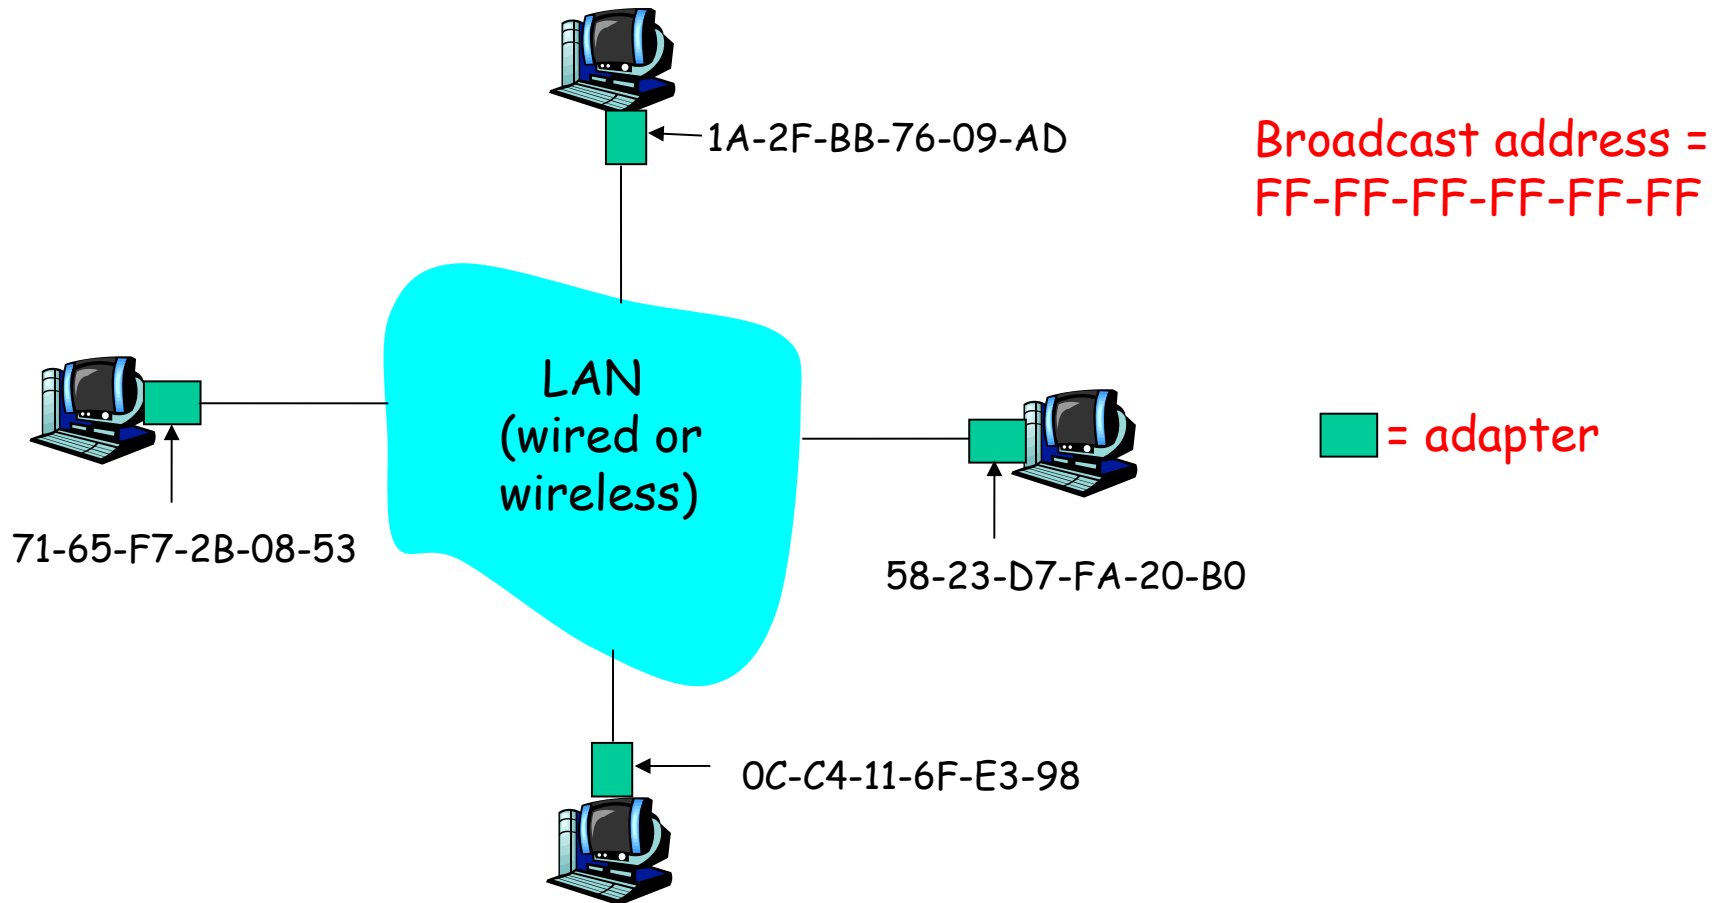 1A-2F-BB-76-09-AD
Broadcast address =
FF-FF-FF-FF-FF-FF
LAN
(wired or
wireless)
= adapter
71-65-F7-2B-08-53
58-23-D7-FA-20-B0
0C-C4-11-6F-E3-98